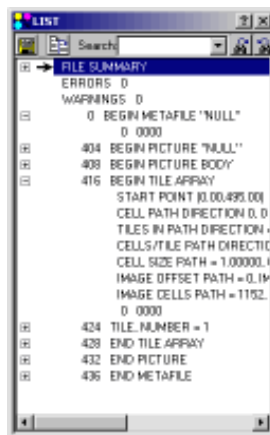 LIST
Search:
FILE SUMMARY
ERRORS 0
WARNINGS 0
0 BEGIN METAFILE "NULL"
0 0000
404 BEGIN PICTURE "NULL"
408 BEGIN PICTURE BODY
416 BEGIN TILE ARRAY
START POINT (0.00,495.00)
CELL PATH DIRECTION 0, 0
TILES IN PATH DIRECTION =
CELLS/TILE PATH DIRECTI
CELL SIZE PATH = 1.00000,
IMAGE OFFSET PATH = 0, IM
IMAGE CELLS PATH = 1152,
0 0000
424 TILE_NUMBER = 1
428 END TILE ARRAY
432 END PICTURE
436 END METAFILE